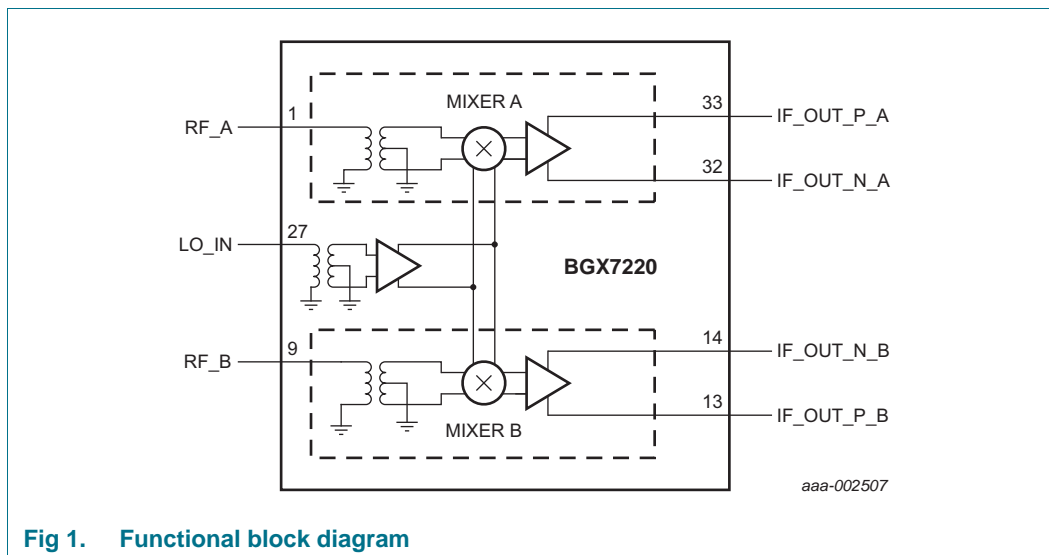 MIXER A
1
RF_A
33
IF_OUT_P_A
32
IF_OUT_N_A
27
LO_IN
BGX7220
9
RF_B
14
IF_OUT_N_B
13
IF_OUT_P_B
MIXER B
aaa-002507
Fig 1. Functional block diagram